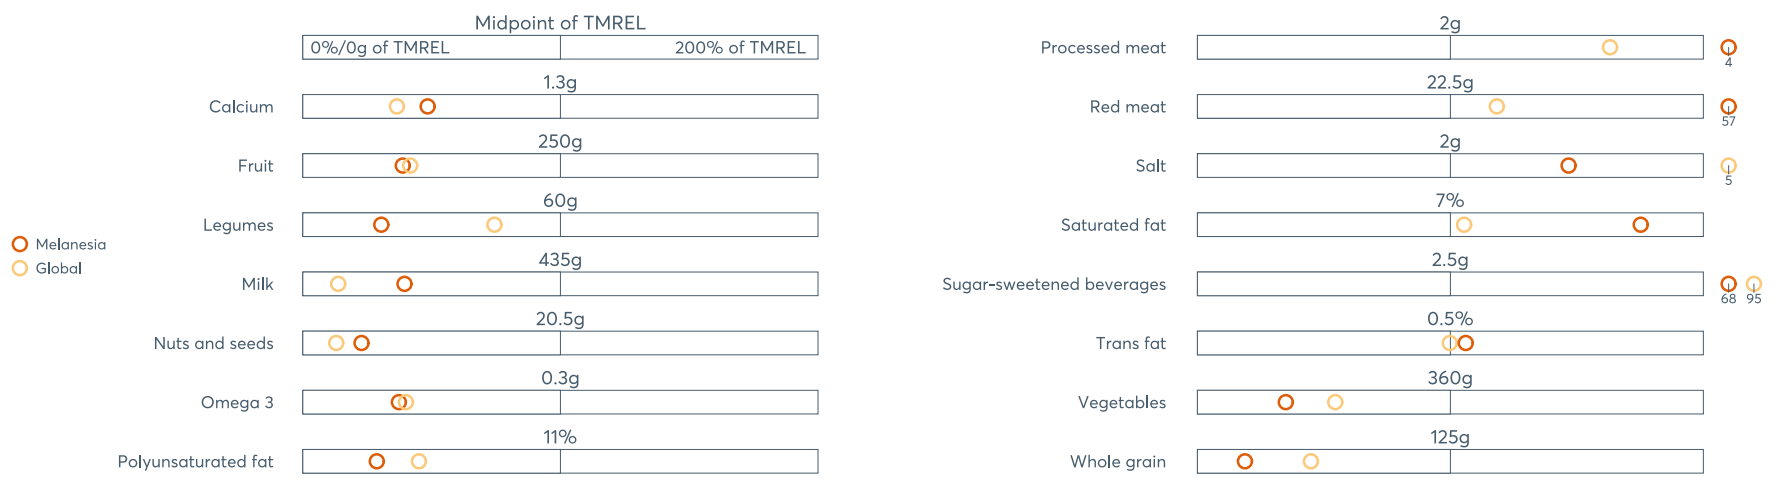 Midpoint of TMREL
0%/0g of TMREL 200% of TMREL
1.3g
Calcium
250g
Fruit
60g
Legumes
435g
Milk
20.5g
Nuts and seeds
0.3g
Omega 3
11%
Polyunsaturated fat
Melanesia
Global
2g
Processed meat
4
22.5g
Red meat
57
2g
Salt
5
7%
Saturated fat
2.5g
Sugar-sweetened beverages
68 95
0.5%
Trans fat
360g
Vegetables
125g
Whole grain